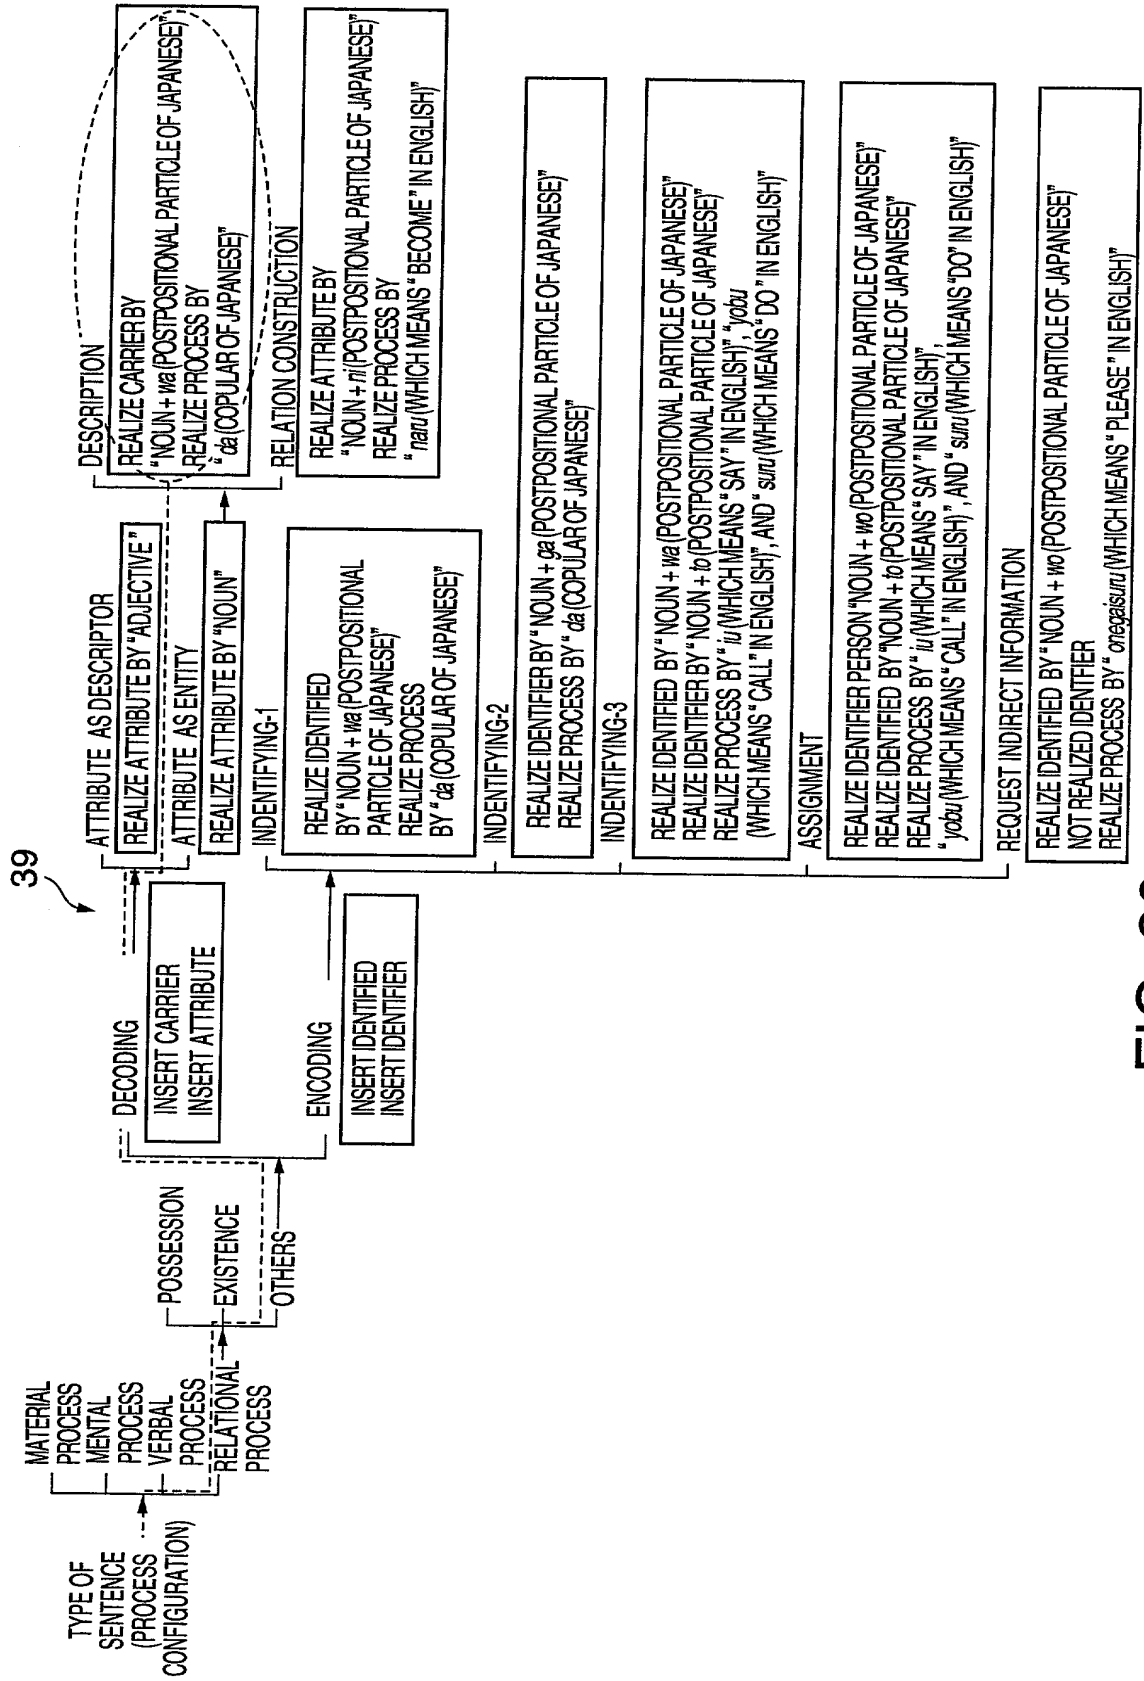 39
TYPE OF
SENTENCE
(PROCESS
CONFIGURATION)
MATERIAL
PROCESS
MENTAL
PROCESS
VERBAL
PROCESS
RELATIONAL
PROCESS
POSSESSION
EXISTENCE
OTHERS
DECODING
INSERT CARRIER
INSERT ATTRIBUTE
ENCODING
INSERT IDENTIFIED
INSERT IDENTIFIER
ATTRIBUTE AS DESCRIPTOR
REALIZE ATTRIBUTE BY "ADJECTIVE"
ATTRIBUTE AS ENTITY
REALIZE ATTRIBUTE BY "NOUN"
DESCRIPTION
REALIZE CARRIER BY
"NOUN + wa (POSTPOSITIONAL PARTICLE OF JAPANESE)"
REALIZE PROCESS BY
"da (COPULAR OF JAPANESE)"
RELATION CONSTRUCTION
REALIZE ATTRIBUTE BY
"NOUN + ni (POSTPOSITIONAL PARTICLE OF JAPANESE)"
REALIZE PROCESS BY
"naru (WHICH MEANS "BECOME" IN ENGLISH)"
INDENTIFYING-1
REALIZE IDENTIFIED
BY "NOUN + wa (POSTPOSITIONAL
PARTICLE OF JAPANESE)"
REALIZE PROCESS
BY "da (COPULAR OF JAPANESE)"
INDENTIFYING-2
REALIZE IDENTIFIER BY "NOUN + ga (POSTPOSITIONAL PARTICLE OF JAPANESE)"
REALIZE PROCESS BY "da (COPULAR OF JAPANESE)"
INDENTIFYING-3
REALIZE IDENTIFIED BY "NOUN + wa (POSTPOSITIONAL PARTICLE OF JAPANESE)
REALIZE IDENTIFIER BY "NOUN + to (POSTPOSITIONAL PARTICLE OF JAPANESE)"
REALIZE PROCESS BY "iu (WHICH MEANS "SAY" IN ENGLISH)", "yobu
(WHICH MEANS "CALL" IN ENGLISH)", AND "suru (WHICH MEANS "DO" IN ENGLISH)"
ASSIGNMENT
REALIZE IDENTIFIER PERSON "NOUN + wo (POSTPOSITIONAL PARTICLE OF JAPANESE)"
REALIZE IDENTIFIED BY "NOUN + to (POSTPOSITIONAL PARTICLE OF JAPANESE)"
REALIZE PROCESS BY "iu (WHICH MEANS "SAY" IN ENGLISH)",
"yobu (WHICH MEANS "CALL" IN ENGLISH)", AND "suru (WHICH MEANS "DO" IN ENGLISH)
REQUEST INDIRECT INFORMATION
REALIZE IDENTIFIED BY "NOUN + wo (POSTPOSITIONAL PARTICLE OF JAPANESE)"
NOT REALIZED IDENTIFIER
REALIZE PROCESS BY "onegaisuru (WHICH MEANS "PLEASE" IN ENGLISH)"